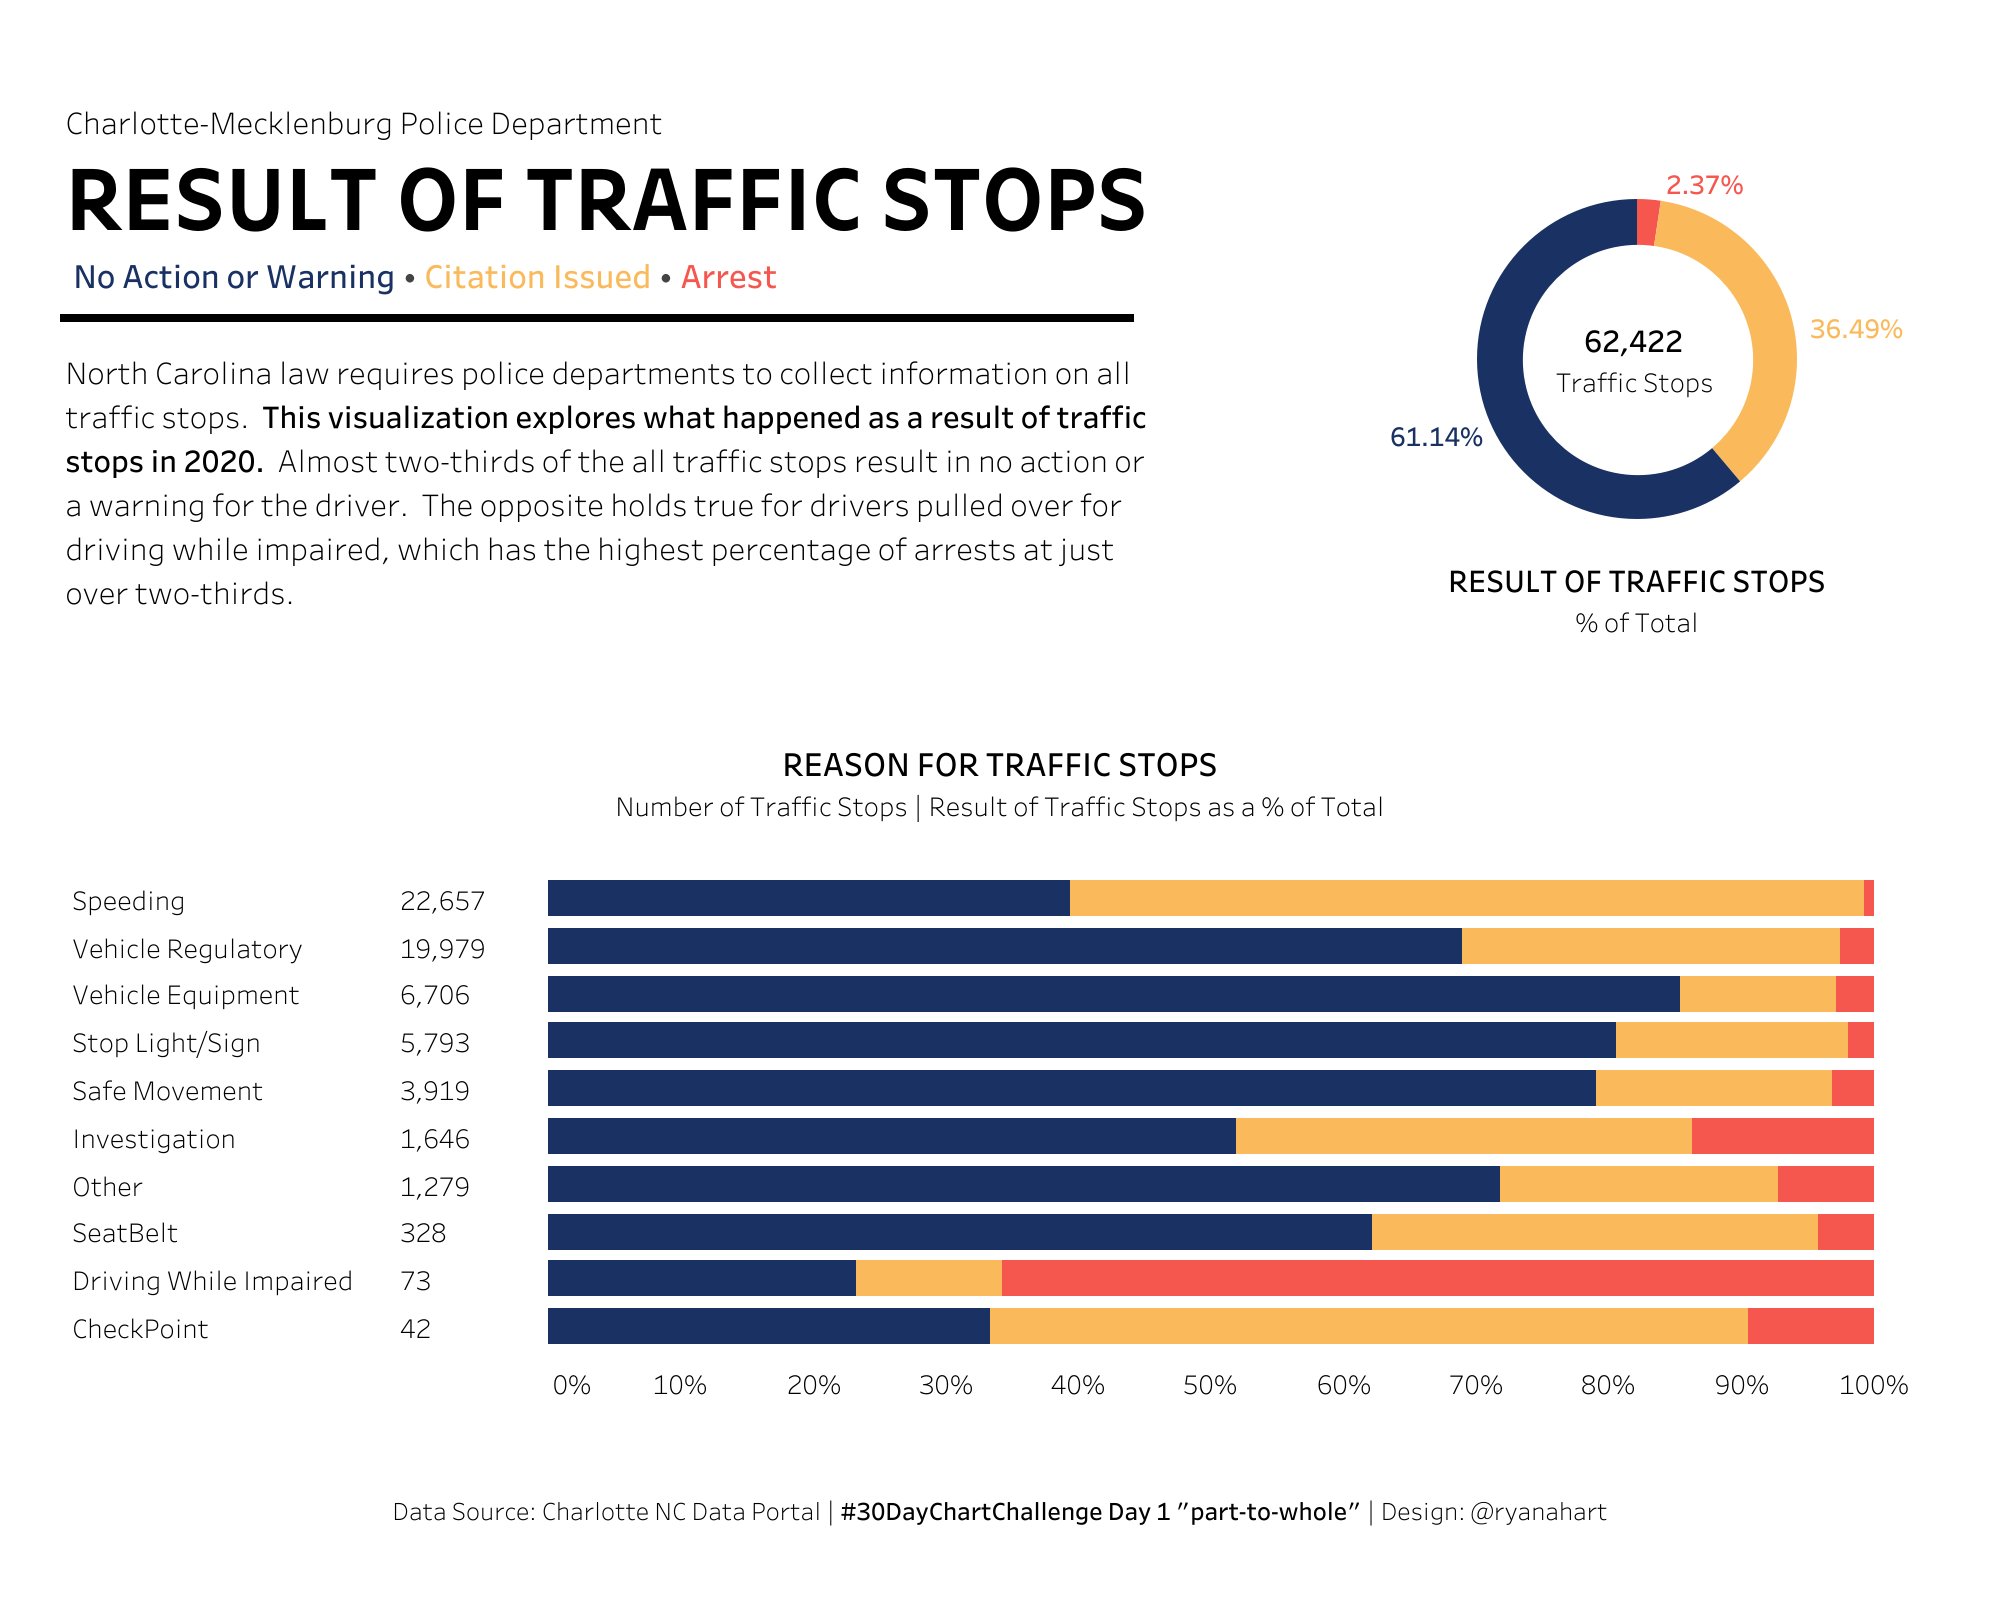 Charlotte-Mecklenburg Police Department
RESULT OF TRAFFIC STOPS
No Action or Warning • Citation Issued • Arrest
North Carolina law requires police departments to collect information on all
traffic stops. This visualization explores what happened as a result of traffic
stops in 2020. Almost two-thirds of the all traffic stops result in no action or
a warning for the driver. The opposite holds true for drivers pulled over for
driving while impaired, which has the highest percentage of arrests at just
over two-thirds.
2.37%
36.49%
62,422
Traffic Stops
61.14%
RESULT OF TRAFFIC STOPS
% of Total
REASON FOR TRAFFIC STOPS
Number of Traffic Stops | Result of Traffic Stops as a % of Total
Speeding 22,657
Vehicle Regulatory 19,979
Vehicle Equipment 6,706
Stop Light/Sign 5,793
Safe Movement 3,919
Investigation 1,646
Other 1,279
SeatBelt 328
Driving While Impaired 73
CheckPoint 42
0% 10% 20% 30% 40% 50% 60% 70% 80% 90% 100%
Data Source: Charlotte NC Data Portal | #30DayChartChallenge Day 1 "part-to-whole" | Design: @ryanahart